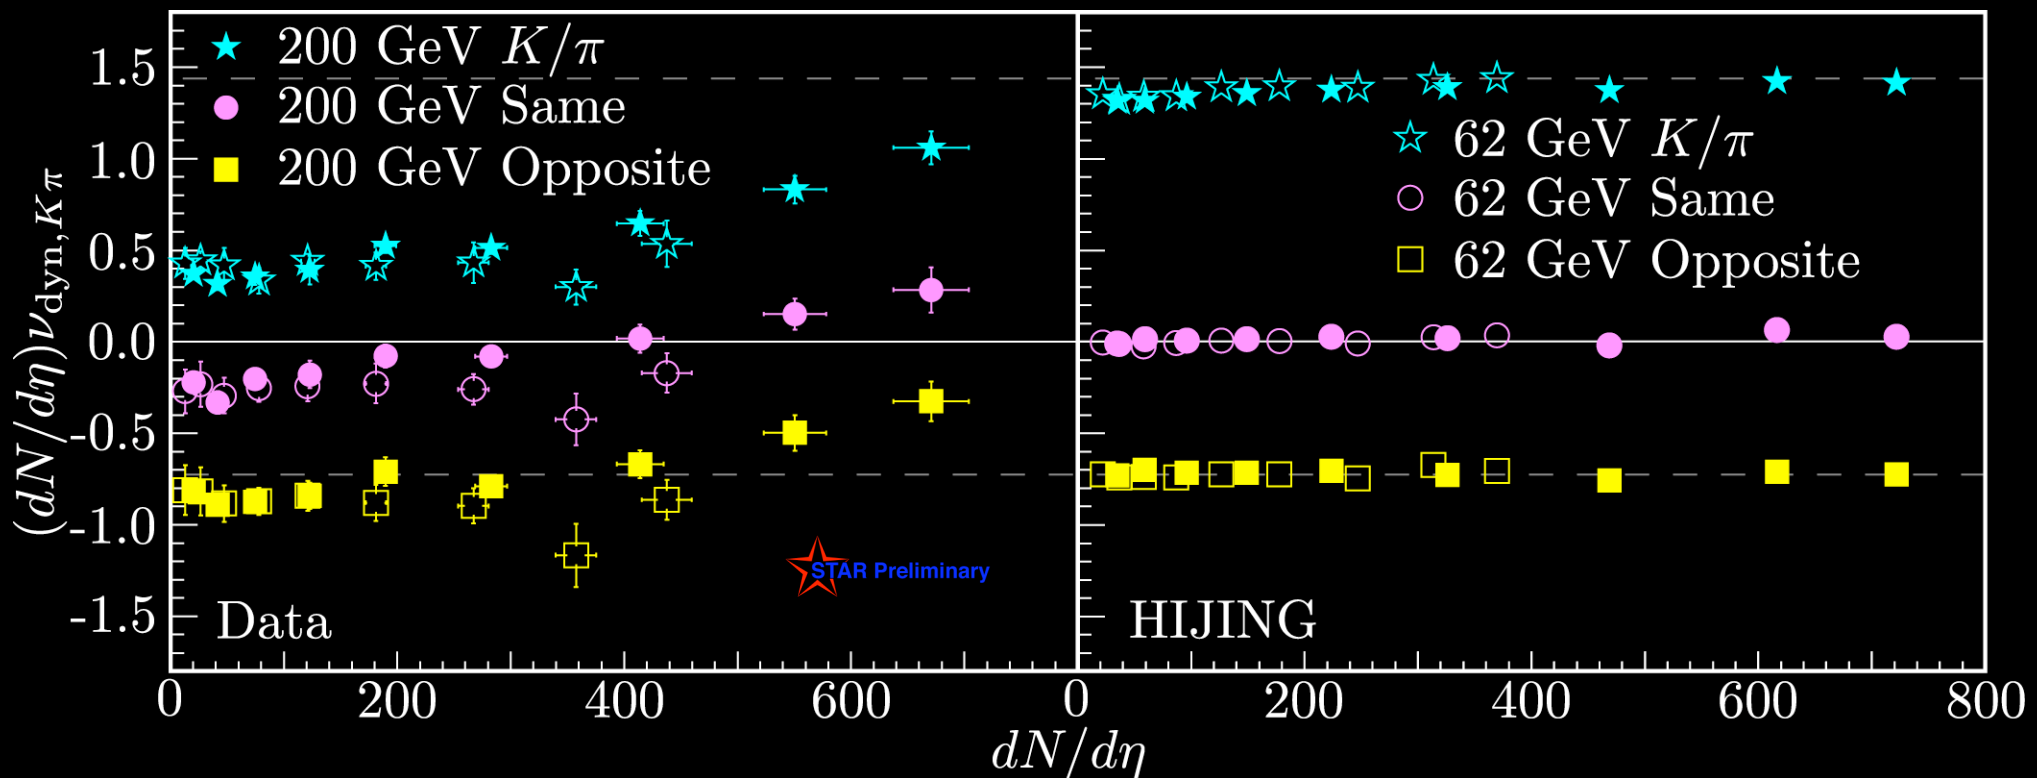 200 GeV K/π
200 GeV Same
200 GeV Opposite
62 GeV K/π
62 GeV Same
62 GeV Opposite
(dN/dη)ν_dyn,Kπ
1.5
1.0
0.5
0.0
-0.5
-1.0
-1.5
STAR Preliminary
Data
HIJING
0
200
400
600
0
200
400
600
800
dN/dη